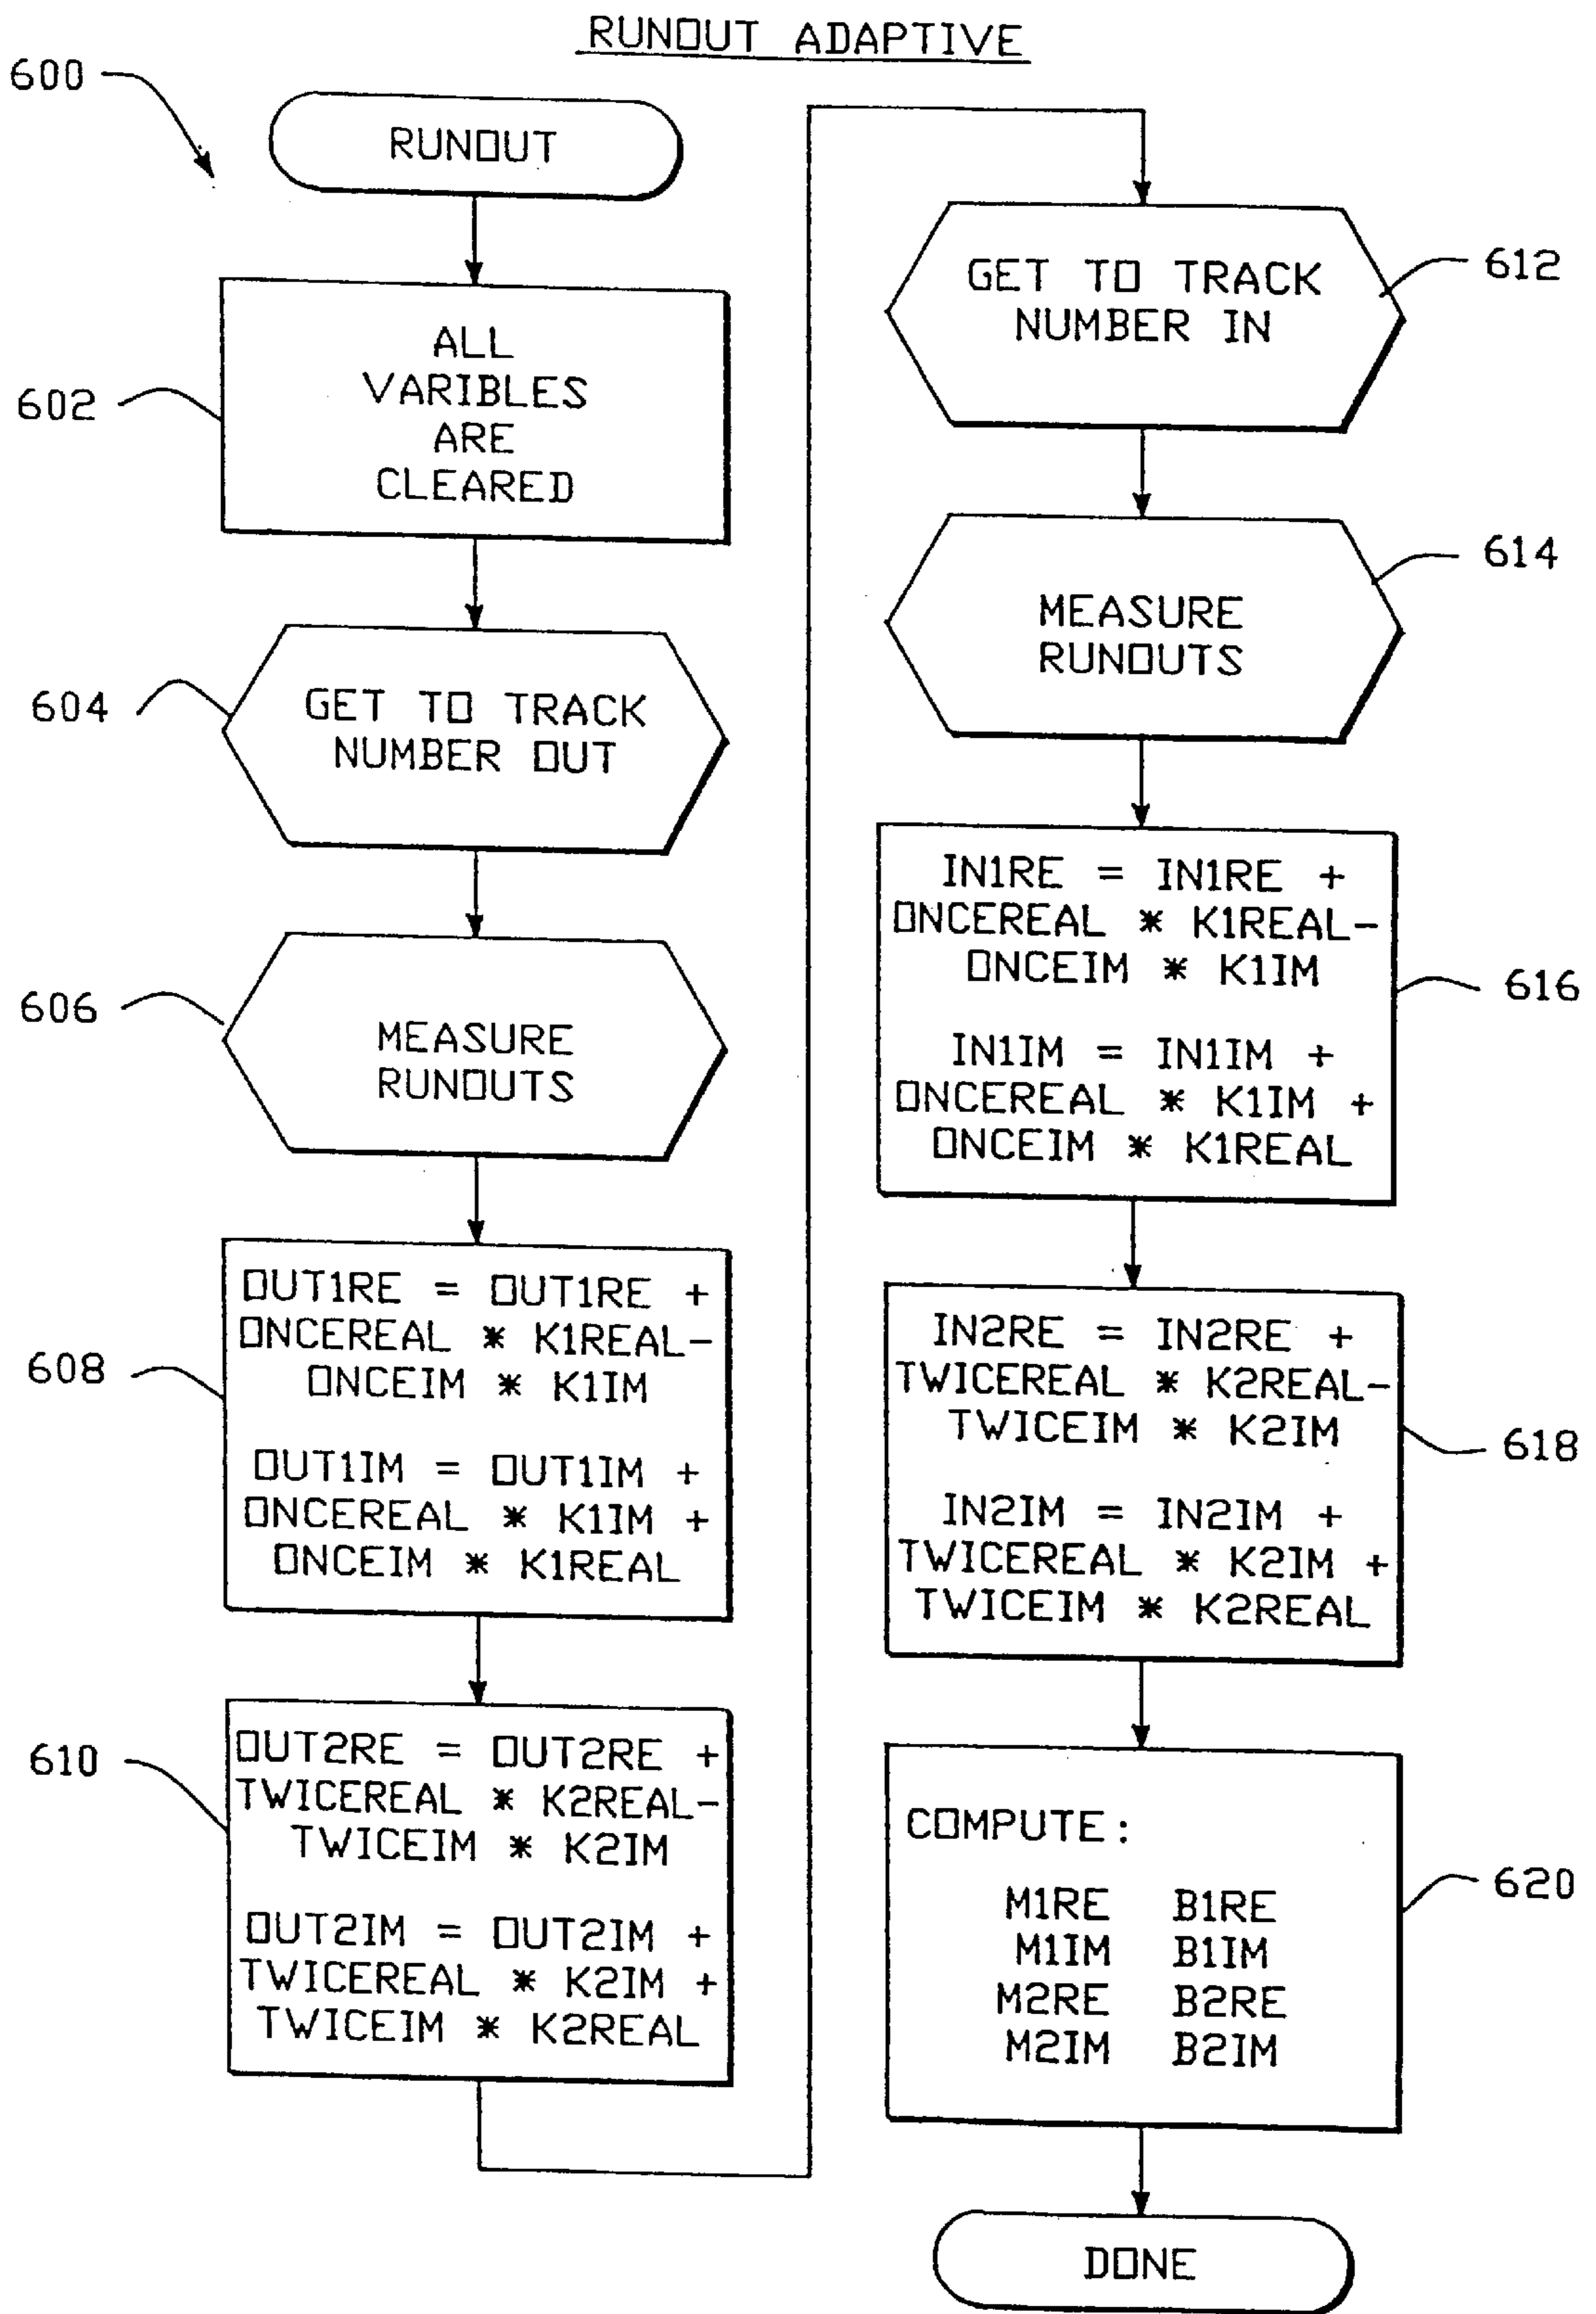 RUNOUT ADAPTIVE
600
RUNOUT
602
ALL
VARIBLES
ARE
CLEARED
604
GET TO TRACK
NUMBER OUT
606
MEASURE
RUNOUTS
608
OUT1RE = OUT1RE +
ONCEREAL * K1REAL-
ONCEIM * K1IM
OUT1IM = OUT1IM +
ONCEREAL * K1IM +
ONCEIM * K1REAL
610
OUT2RE = OUT2RE +
TWICEREAL * K2REAL-
TWICEIM * K2IM
OUT2IM = OUT2IM +
TWICEREAL * K2IM +
TWICEIM * K2REAL
GET TO TRACK
NUMBER IN
612
MEASURE
RUNOUTS
614
IN1RE = IN1RE +
ONCEREAL * K1REAL-
ONCEIM * K1IM
IN1IM = IN1IM +
ONCEREAL * K1IM +
ONCEIM * K1REAL
616
IN2RE = IN2RE +
TWICEREAL * K2REAL-
TWICEIM * K2IM
IN2IM = IN2IM +
TWICEREAL * K2IM +
TWICEIM * K2REAL
618
COMPUTE:
M1RE B1RE
M1IM B1IM
M2RE B2RE
M2IM B2IM
620
DONE